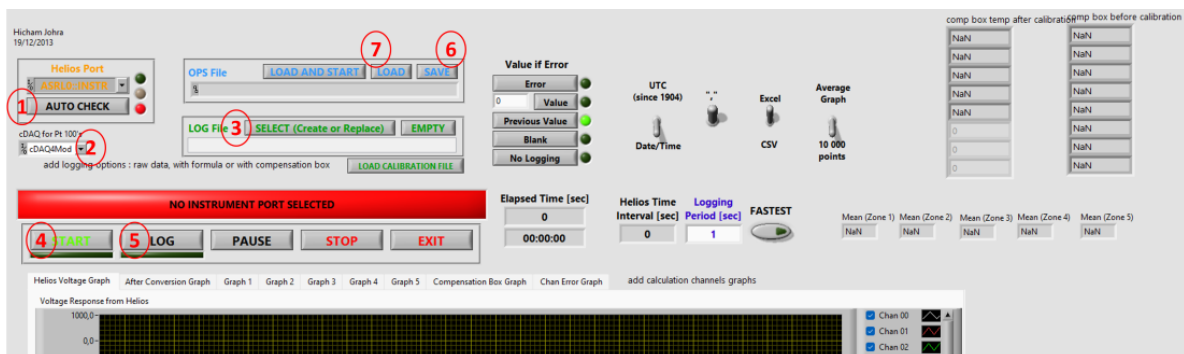 Hicham Johra
19/12/2013
Helios Port
ASRL0::INSTR
1
AUTO CHECK
cDAQ for Pt 100's
cDAQ4Mod
2
add logging options : raw data, with formula or with compensation box
OPS File
LOAD AND START
7
LOAD
6
SAVE
LOG File
3
SELECT (Create or Replace)
EMPTY
LOAD CALIBRATION FILE
Value if Error
Error
0
Value
Previous Value
Blank
No Logging
UTC
(since 1904)
Date/Time
","
"."
Excel
CSV
Average
Graph
10 000
points
comp box temp after calibration
NaN
NaN
NaN
NaN
NaN
0
0
0
comp box before calibration
NaN
NaN
NaN
NaN
NaN
NaN
NaN
NaN
NO INSTRUMENT PORT SELECTED
4
START
5
LOG
PAUSE
STOP
EXIT
Elapsed Time [sec]
0
00:00:00
Helios Time
Interval [sec]
0
Logging
Period [sec]
1
FASTEST
Mean (Zone 1) Mean (Zone 2) Mean (Zone 3) Mean (Zone 4) Mean (Zone 5)
NaN NaN NaN NaN NaN
Helios Voltage Graph After Conversion Graph Graph 1 Graph 2 Graph 3 Graph 4 Graph 5 Compensation Box Graph Chan Error Graph
add calculation channels graphs
Voltage Response from Helios
1000,0
0,0
Chan 00
Chan 01
Chan 02